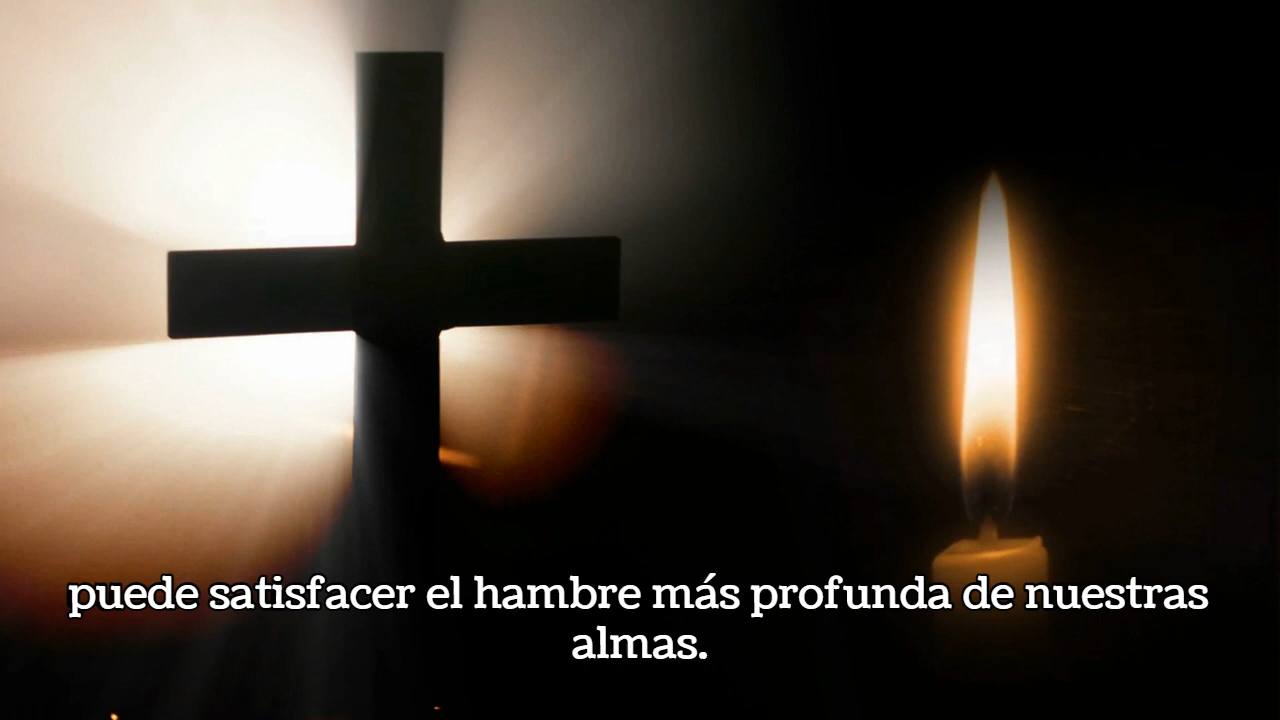 puede satisfacer el hambre más profunda de nuestras
almas.